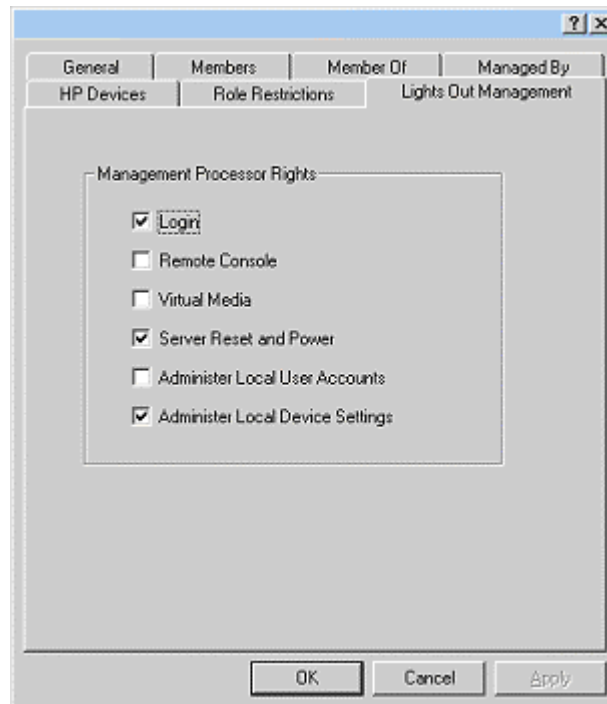 General Members Member Of Managed By
HP Devices Role Restrictions Lights Out Management
Management Processor Rights
Login
Remote Console
Virtual Media
Server Reset and Power
Administer Local User Accounts
Administer Local Device Settings
OK Cancel Apply